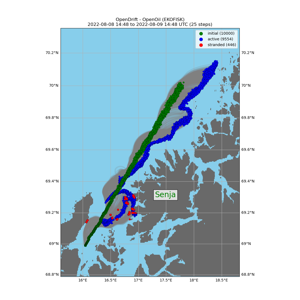 OpenDrift - OpenOil (EKOFISK)
2022-08-08 14:48 to 2022-08-09 14:48 UTC (25 steps)
initial (10000)
active (9554)
stranded (446)
70.2°N 70.2°N
70°N 70°N
69.8°N 69.8°N
69.6°N 69.6°N
69.4°N 69.4°N
Senja
69.2°N 69.2°N
69°N 69°N
68.8°N 68.8°N
16°E 16.5°E 17°E 17.5°E 18°E 18.5°E